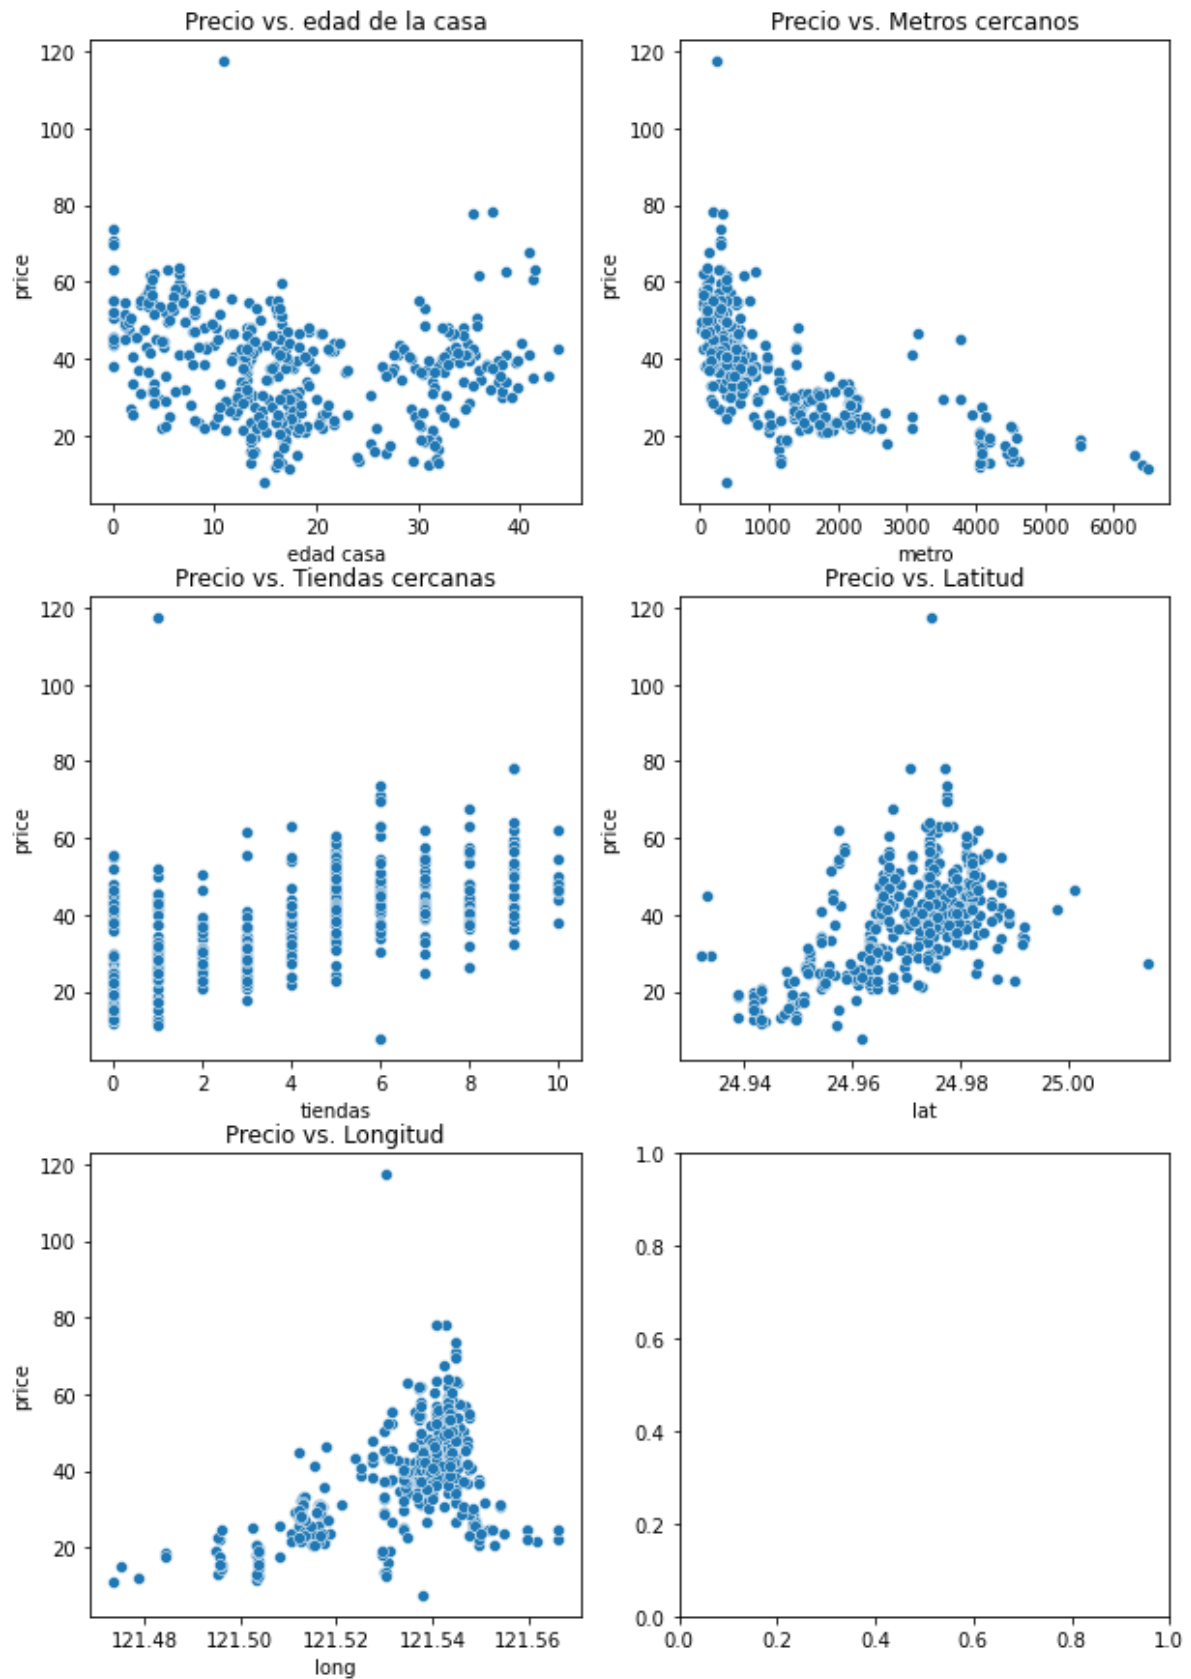 Precio vs. edad de la casa
120
100
80
60
40
20
price
0 10 20 30 40
edad casa
Precio vs. Metros cercanos
120
100
80
60
40
20
price
0 1000 2000 3000 4000 5000 6000
metro
Precio vs. Tiendas cercanas
120
100
80
60
40
20
price
0 2 4 6 8 10
tiendas
Precio vs. Latitud
120
100
80
60
40
20
price
24.94 24.96 24.98 25.00
lat
Precio vs. Longitud
120
100
80
60
40
20
price
121.48 121.50 121.52 121.54 121.56
long
1.0
0.8
0.6
0.4
0.2
0.0
0.0 0.2 0.4 0.6 0.8 1.0